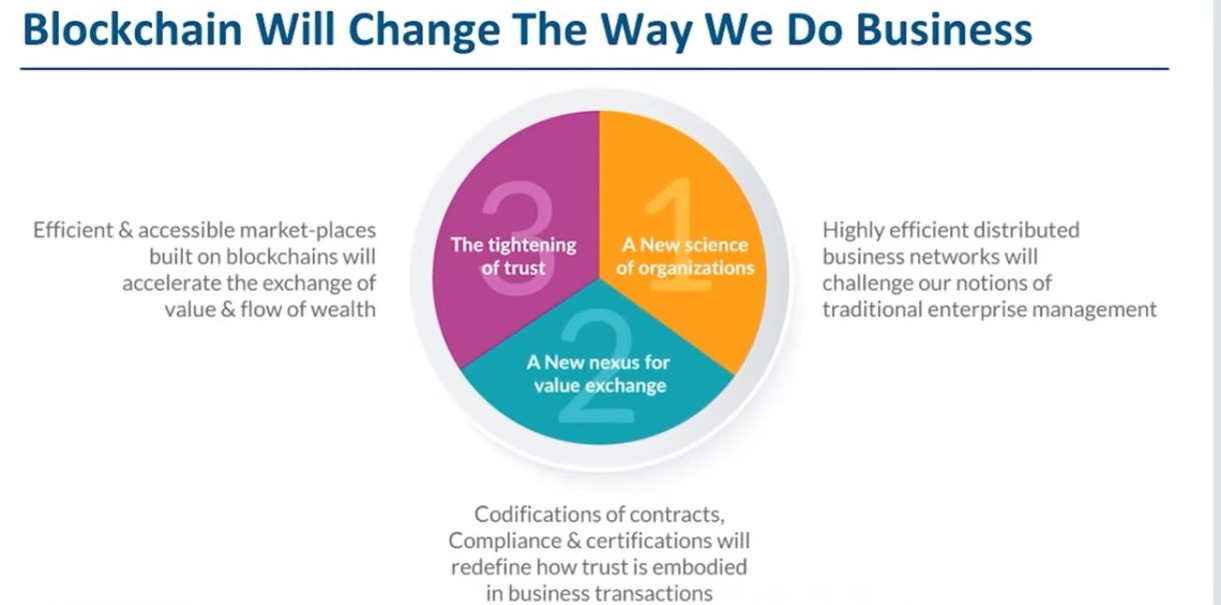 Blockchain Will Change The Way We Do Business
Efficient & accessible market-places
built on blockchains will
accelerate the exchange of
value & flow of wealth
3
The tightening
of trust
1
A New science
of organizations
Highly efficient distributed
business networks will
challenge our notions of
traditional enterprise management
2
A New nexus for
value exchange
Codifications of contracts,
Compliance & certifications will
redefine how trust is embodied
in business transactions